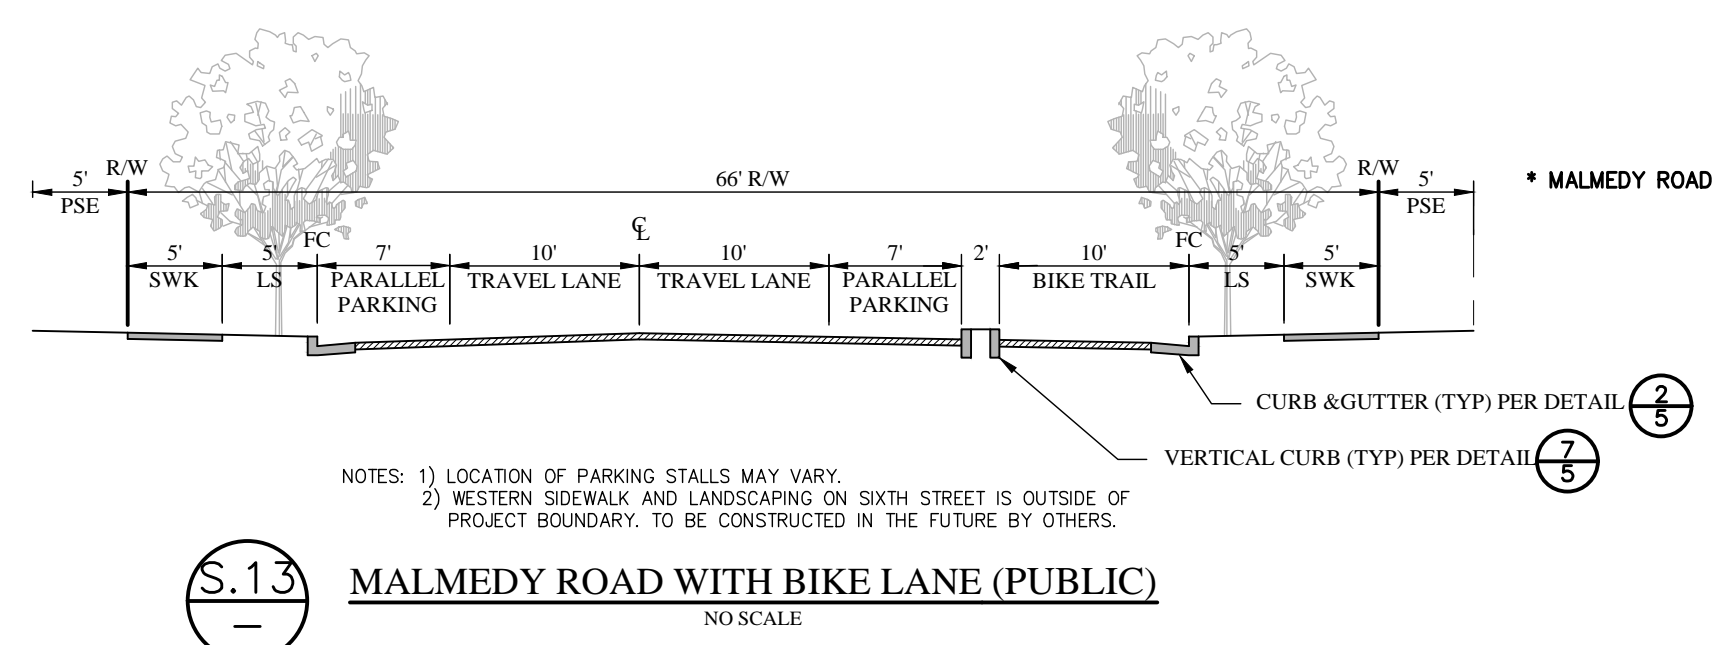 5' R/W 66' R/W R/W 5'
PSE PSE
* MALMEDY ROAD
FC ℄ FC
5' 5' 7' 10' 10' 7' 2' 10' 5' 5'
SWK LS PARALLEL TRAVEL LANE TRAVEL LANE PARALLEL BIKE TRAIL LS SWK
PARKING PARKING
CURB &GUTTER (TYP) PER DETAIL 2
5
VERTICAL CURB (TYP) PER DETAIL 7
5
NOTES: 1) LOCATION OF PARKING STALLS MAY VARY.
2) WESTERN SIDEWALK AND LANDSCAPING ON SIXTH STREET IS OUTSIDE OF
PROJECT BOUNDARY. TO BE CONSTRUCTED IN THE FUTURE BY OTHERS.
S.13
–
MALMEDY ROAD WITH BIKE LANE (PUBLIC)
NO SCALE